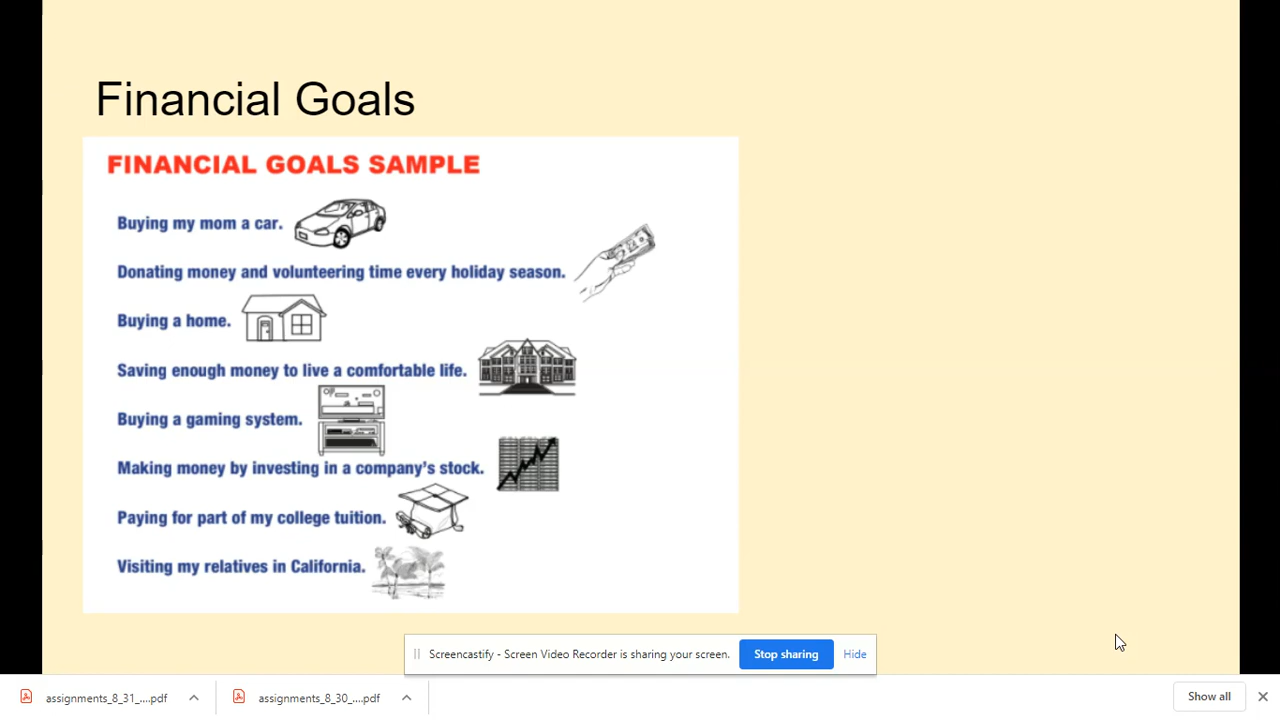 Financial Goals
FINANCIAL GOALS SAMPLE
Buying my mom a car.
Donating money and volunteering time every holiday season.
Buying a home.
Saving enough money to live a comfortable life.
Buying a gaming system.
Making money by investing in a company's stock.
Paying for part of my college tuition.
Visiting my relatives in California.
Screencastify - Screen Video Recorder is sharing your screen. Stop sharing Hide
assignments_8_31_....pdf assignments_8_30_....pdf Show all